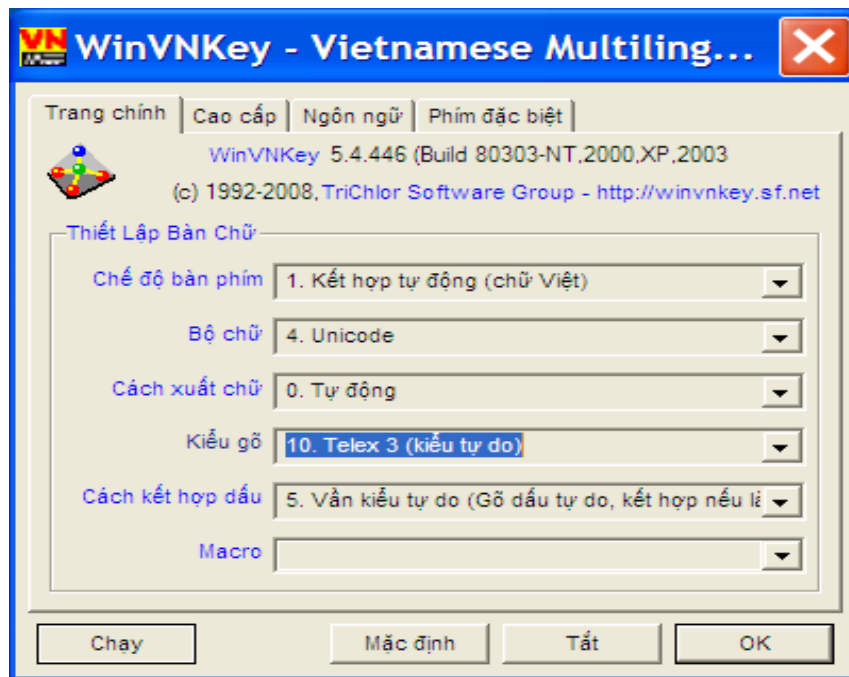 WinVNKey - Vietnamese Multiling...
Trang chính Cao cấp Ngôn ngữ Phím đặc biệt
WinVNKey 5.4.446 (Build 80303-NT,2000,XP,2003
(c) 1992-2008, TriChlor Software Group - http://winvnkey.sf.net
Thiết Lập Bàn Chữ
Chế độ bàn phím 1. Kết hợp tự động (chữ Việt)
Bộ chữ 4. Unicode
Cách xuất chữ 0. Tự động
Kiểu gõ 10. Telex 3 (kiểu tự do)
Cách kết hợp dấu 5. Vần kiểu tự do (Gõ dấu tự do, kết hợp nếu là
Macro
Chạy Mặc định Tắt OK